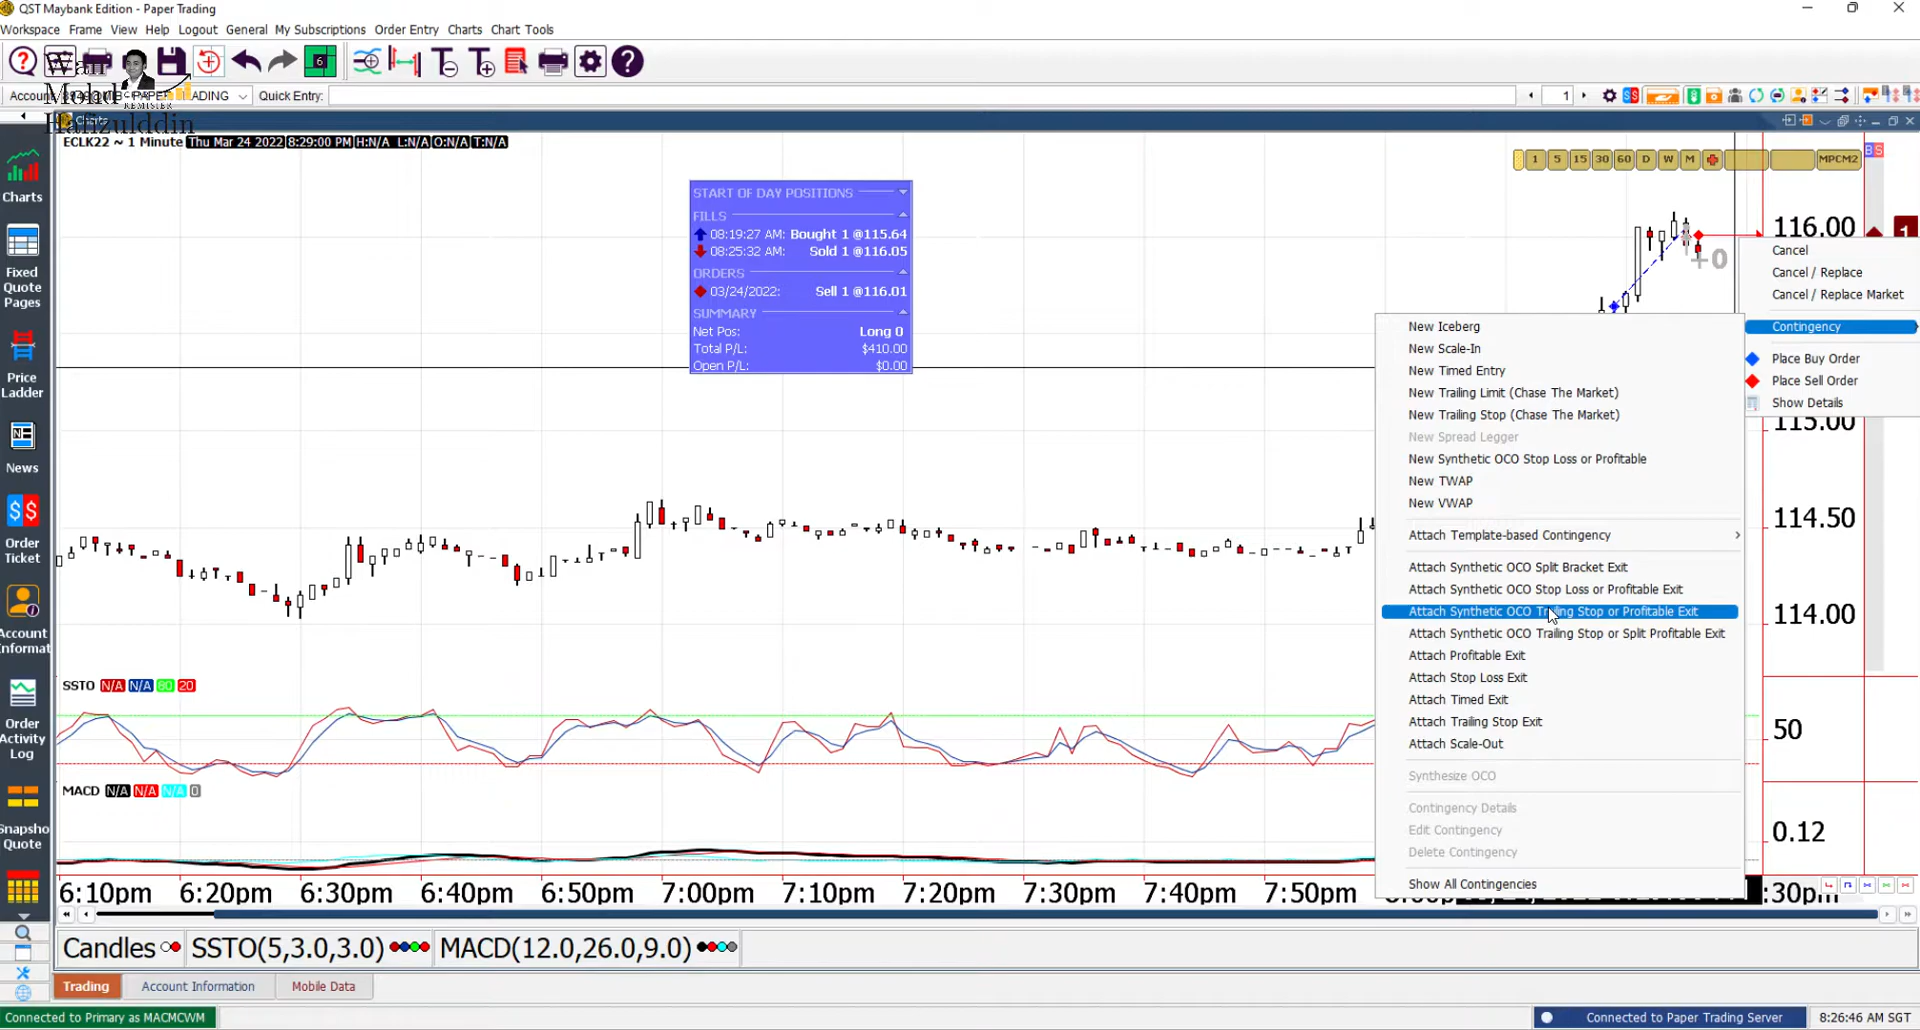 QST Maybank Edition - Paper Trading
Workspace Frame View Help Logout General My Subscriptions Order Entry Charts Chart Tools
6
Wan
Mohd
Hafizulddin
REMISIER
Quick Entry:
1
Charts
ECLK22 ~ 1 Minute Thu Mar 24 2022 8:29:00 PM H:N/A L:N/A O:N/A T:N/A
1 5 15 30 60 D W M MPCM2
B S
START OF DAY POSITIONS
FILLS
08:19:27 AM: Bought 1 @115.64
08:25:32 AM: Sold 1 @116.05
ORDERS
03/24/2022: Sell 1 @116.01
SUMMARY
Net Pos: Long 0
Total P/L: $410.00
Open P/L: $0.00
+0
116.00
1
115.00
114.50
114.00
50
0.12
Cancel
Cancel / Replace
Cancel / Replace Market
Contingency
Place Buy Order
Place Sell Order
Show Details
New Iceberg
New Scale-In
New Timed Entry
New Trailing Limit (Chase The Market)
New Trailing Stop (Chase The Market)
New Spread Legger
New Synthetic OCO Stop Loss or Profitable
New TWAP
New VWAP
Attach Template-based Contingency
Attach Synthetic OCO Split Bracket Exit
Attach Synthetic OCO Stop Loss or Profitable Exit
Attach Synthetic OCO Trailing Stop or Profitable Exit
Attach Synthetic OCO Trailing Stop or Split Profitable Exit
Attach Profitable Exit
Attach Stop Loss Exit
Attach Timed Exit
Attach Trailing Stop Exit
Attach Scale-Out
Synthesize OCO
Contingency Details
Edit Contingency
Delete Contingency
Show All Contingencies
Charts
Fixed
Quote
Pages
Price
Ladder
News
Order
Ticket
Account
Informat
Order
Activity
Log
Snapsho
Quote
SSTO N/A N/A 80 20
MACD N/A N/A N/A 0
6:10pm 6:20pm 6:30pm 6:40pm 6:50pm 7:00pm 7:10pm 7:20pm 7:30pm 7:40pm 7:50pm :30pm
Candles SSTO(5,3.0,3.0) MACD(12.0,26.0,9.0)
Trading Account Information Mobile Data
Connected to Primary as MACMCWM
Connected to Paper Trading Server 8:26:46 AM SGT